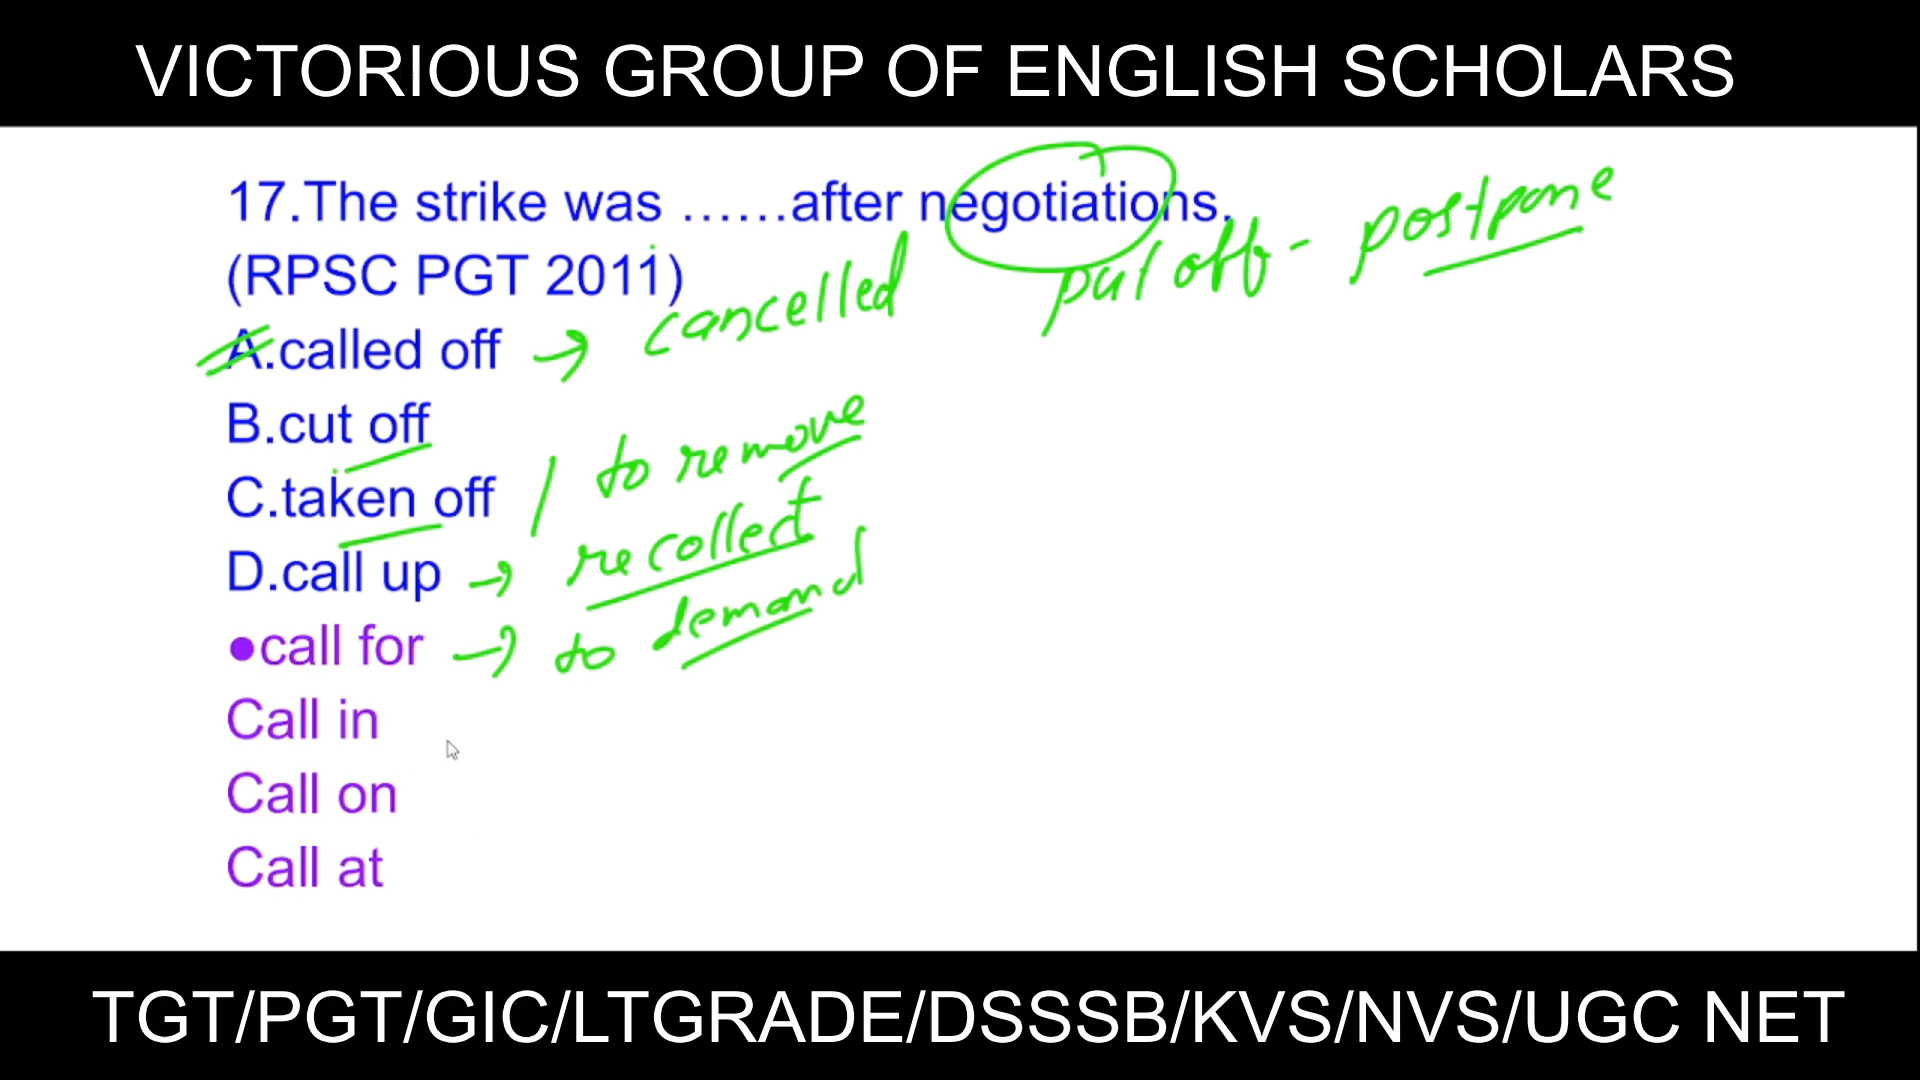 VICTORIOUS GROUP OF ENGLISH SCHOLARS
17.The strike was ......after negotiations.
put off - postpone
(RPSC PGT 2011)
A.called off → cancelled
B.cut off
C.taken off / to remove
D.call up → recollect
●call for → to demand
Call in
Call on
Call at
TGT/PGT/GIC/LTGRADE/DSSSB/KVS/NVS/UGC NET